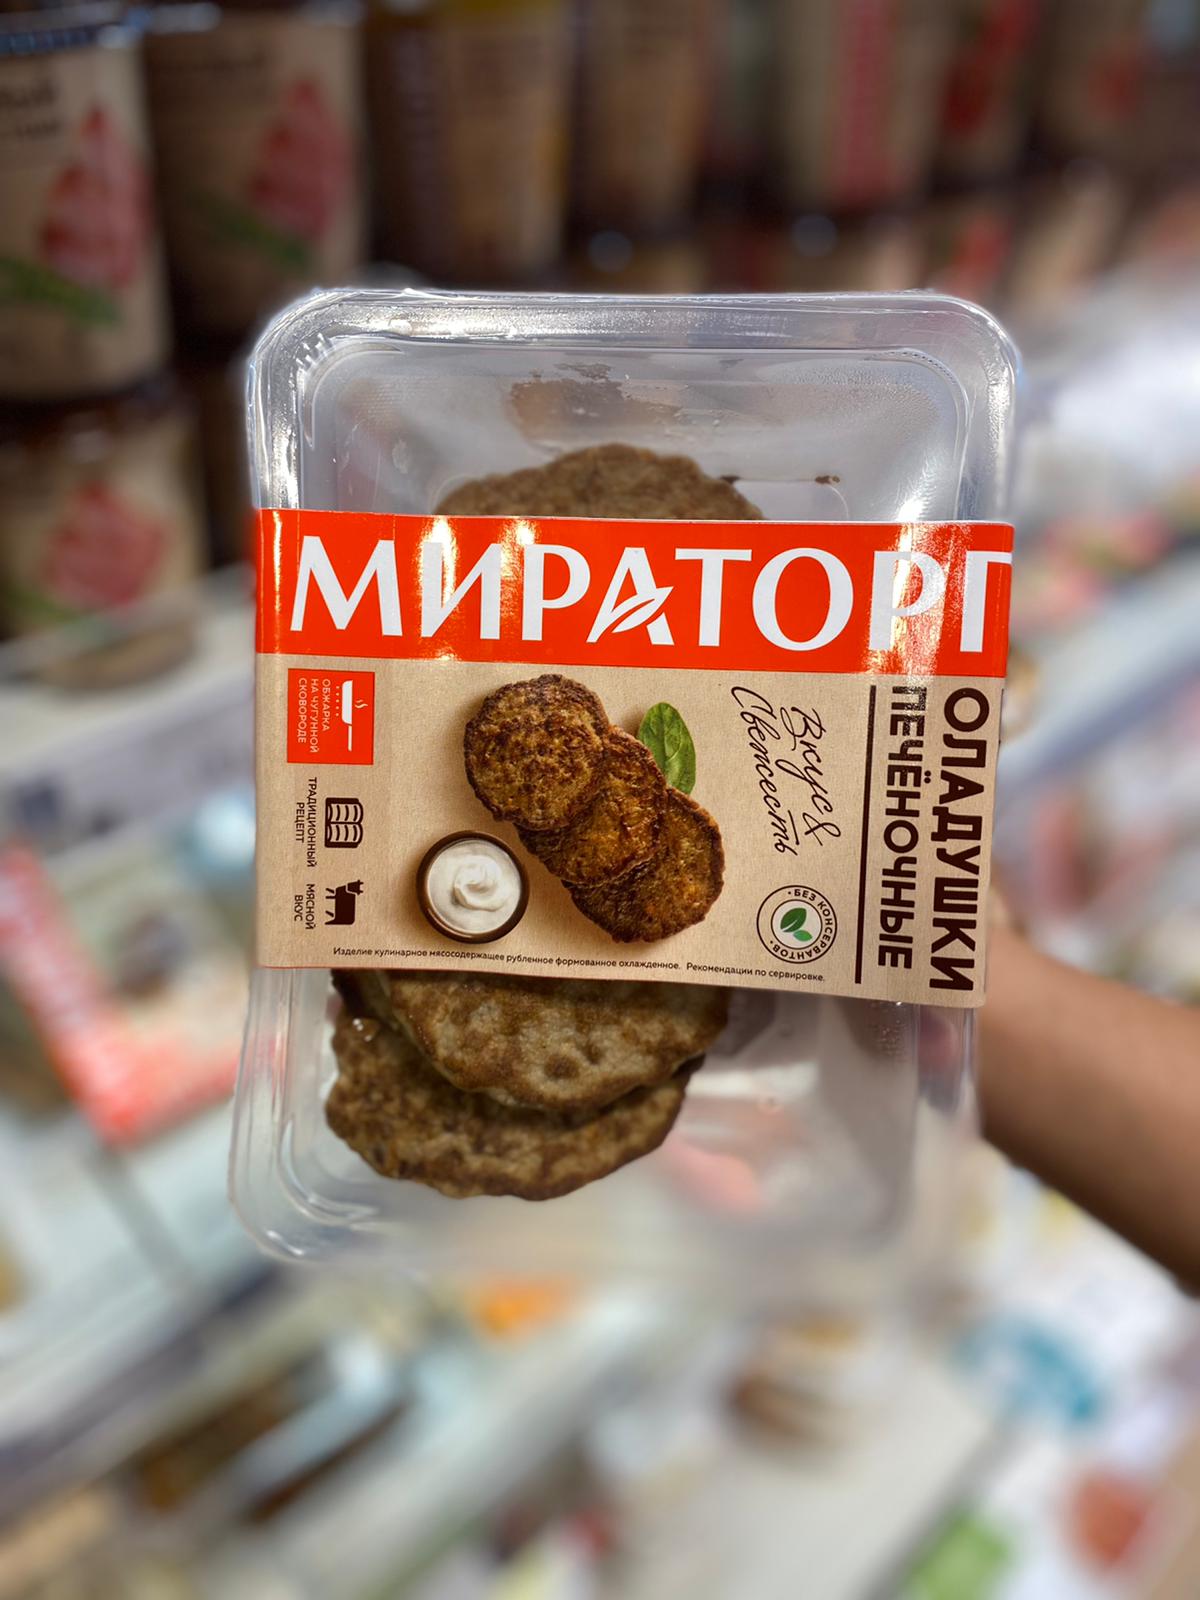 МИРАТОРГ
ОЛАДУШКИ
ПЕЧЁНОЧНЫЕ
Вкус&
Свежесть
•БЕЗ КОНСЕРВАНТОВ•
ОБЖАРКА
НА ЧУГУННОЙ
СКОВОРОДЕ
ТРАДИЦИОННЫЙ
РЕЦЕПТ
МЯСНОЙ
ВКУС
Изделие кулинарное мясосодержащее рубленное формованное охлажденное. Рекомендации по сервировке.